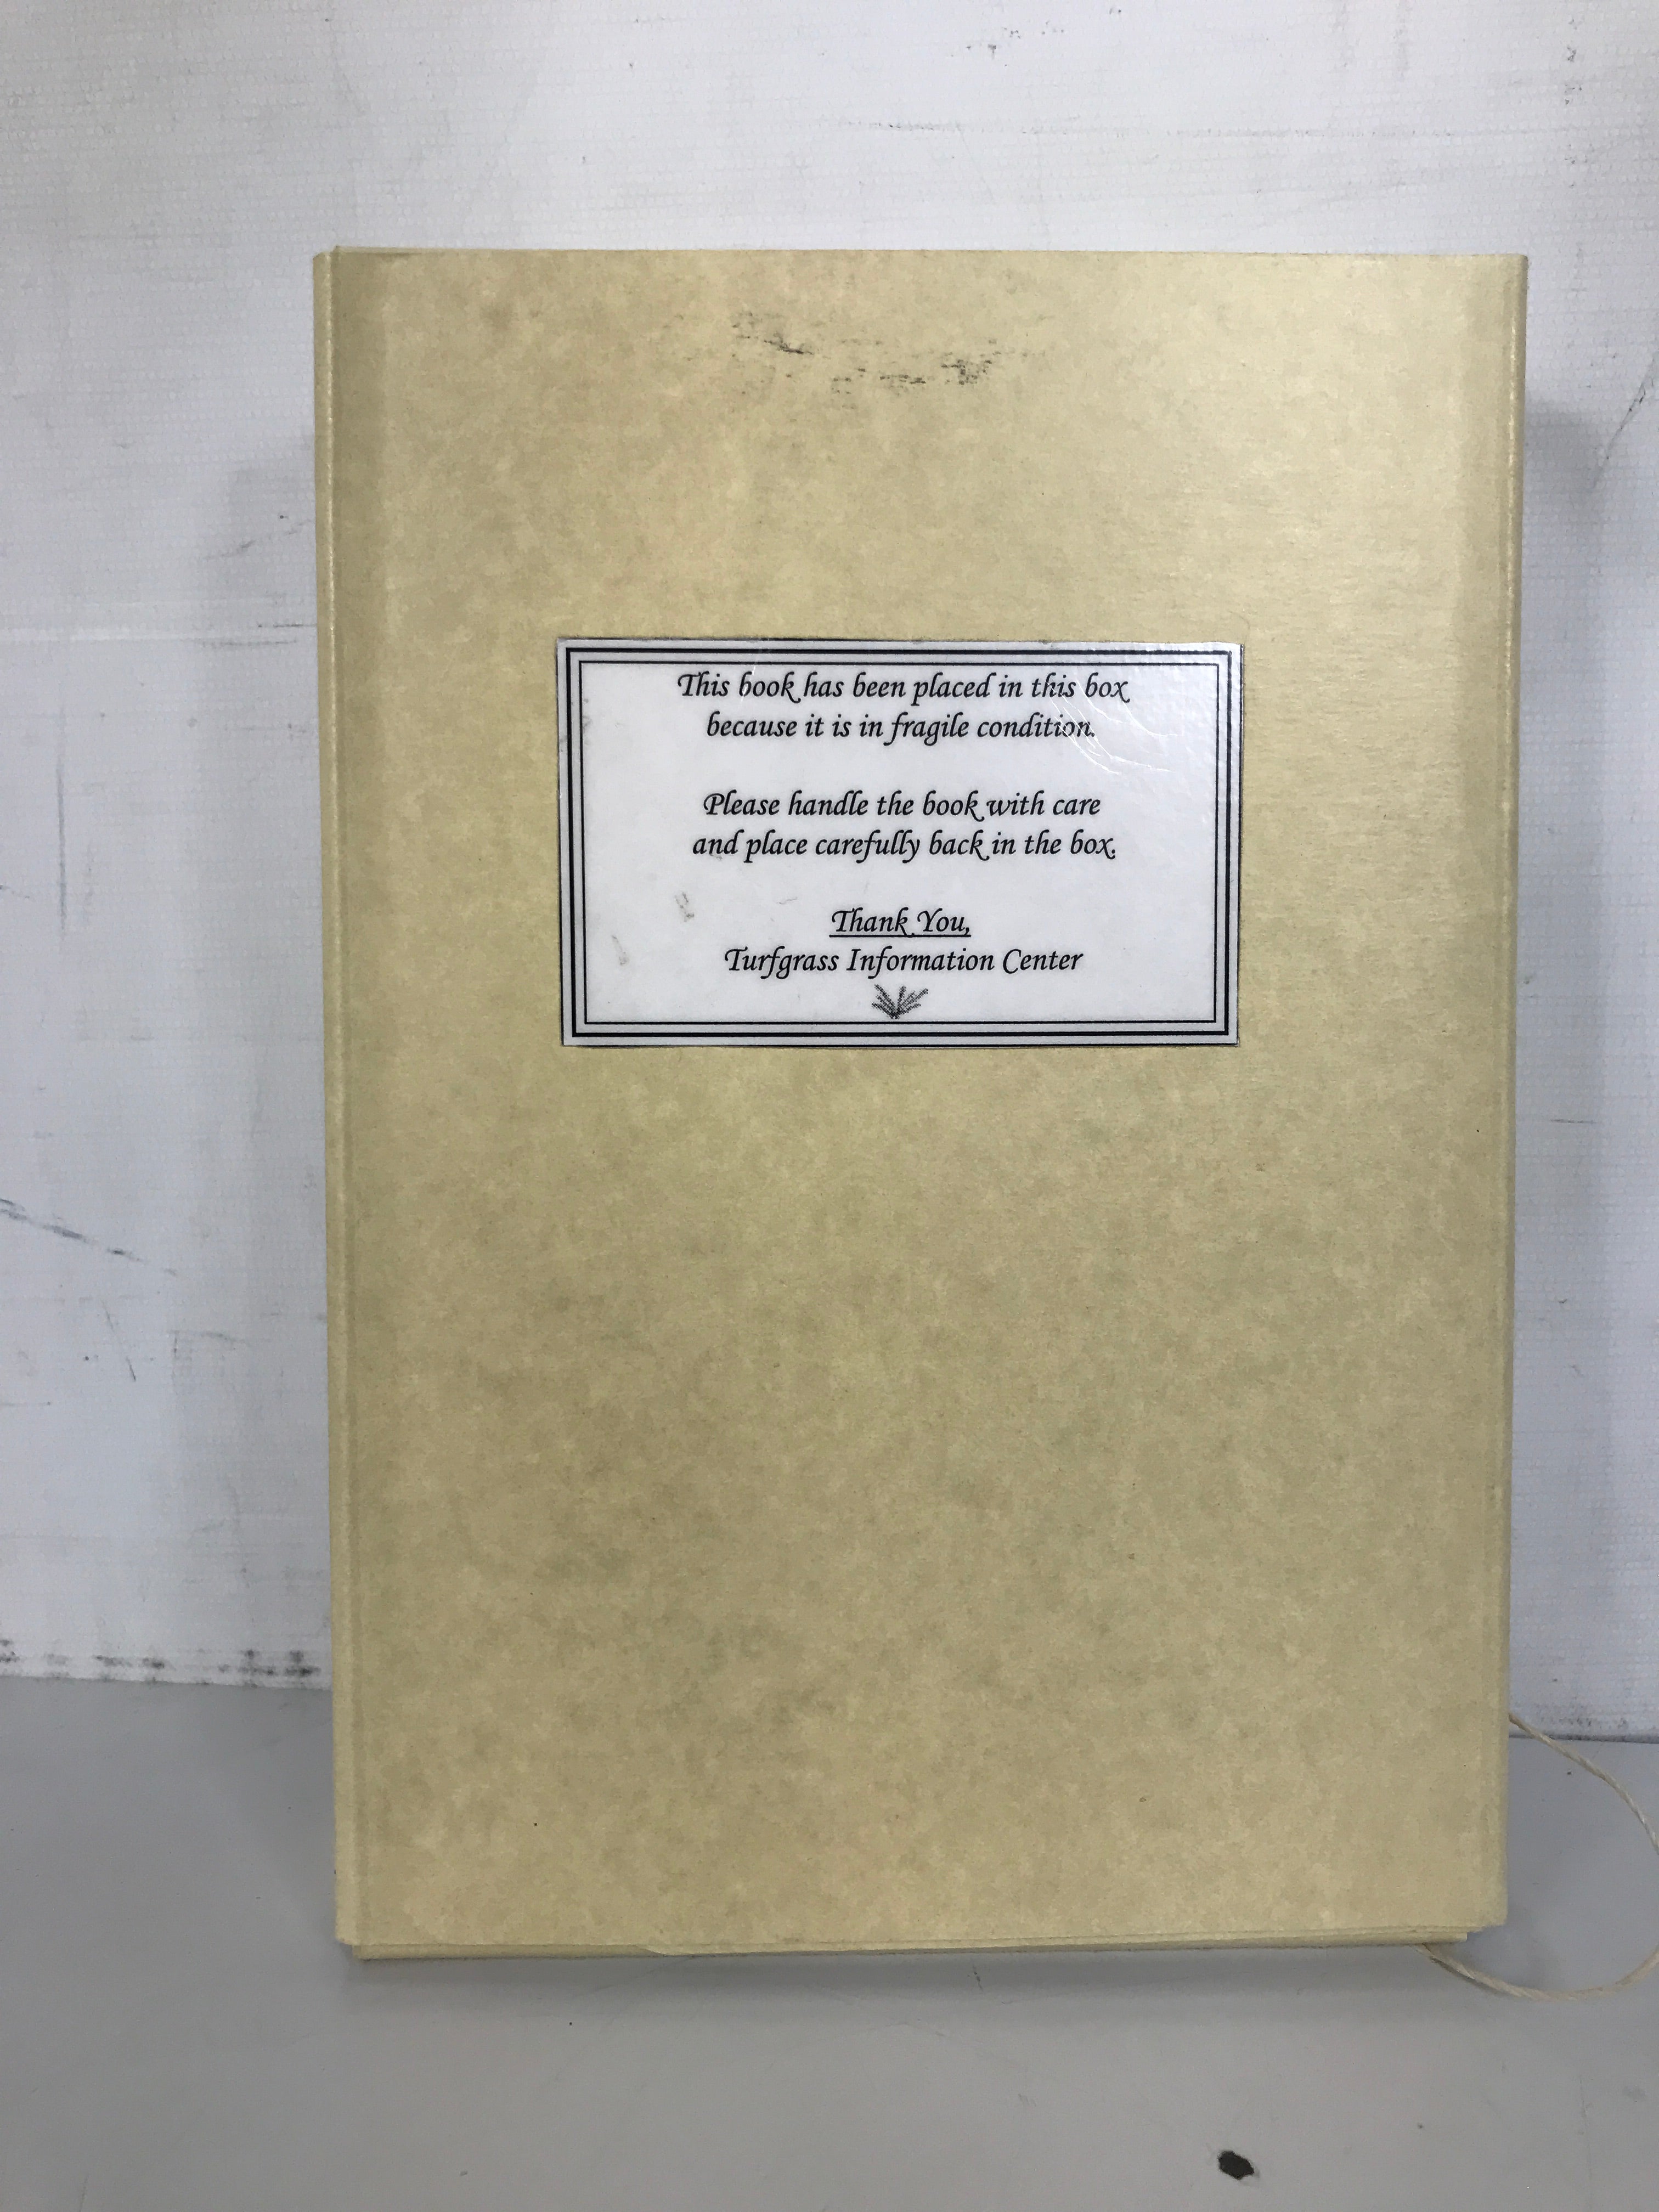 This book has been placed in this box
because it is in fragile condition.
Please handle the book with care
and place carefully back in the box.
Thank You,
Turfgrass Information Center